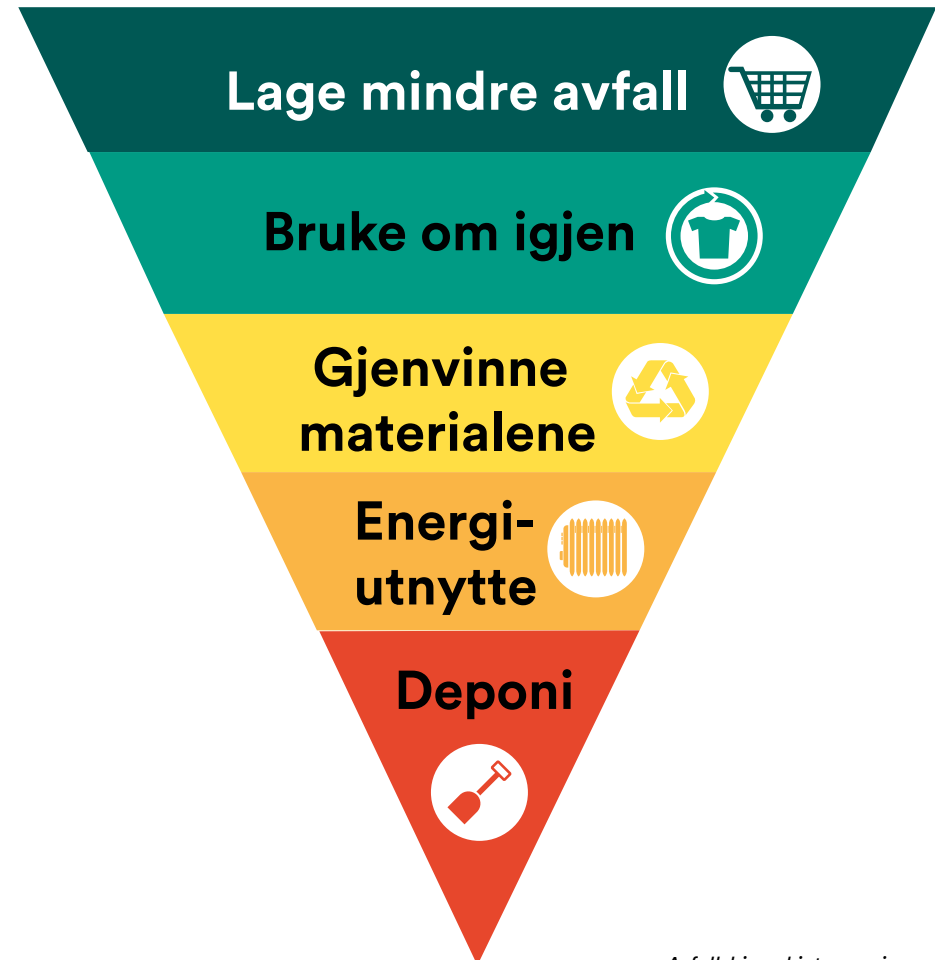 Lage mindre avfall
Bruke om igjen
Gjenvinne
materialene
Energi-
utnytte
Deponi